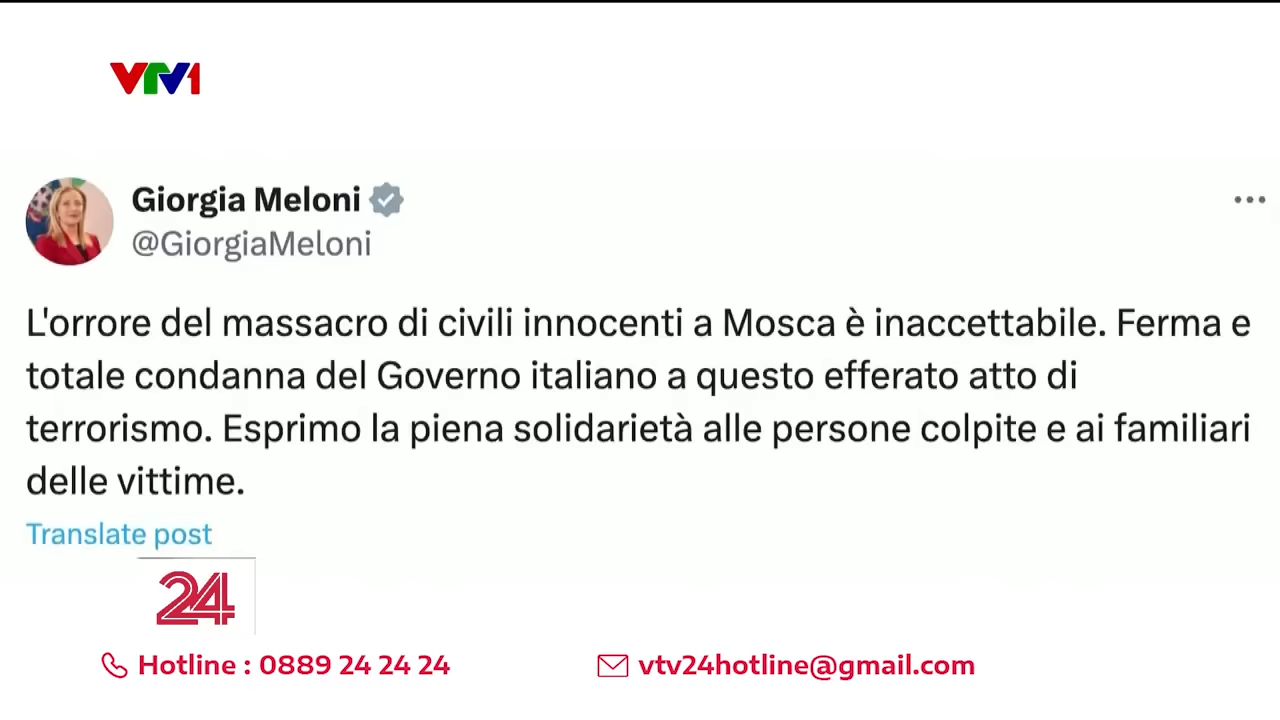 VTV1
Giorgia Meloni
@GiorgiaMeloni
L'orrore del massacro di civili innocenti a Mosca è inaccettabile. Ferma e
totale condanna del Governo italiano a questo efferato atto di
terrorismo. Esprimo la piena solidarietà alle persone colpite e ai familiari
delle vittime.
Translate post
24
Hotline : 0889 24 24 24
vtv24hotline@gmail.com